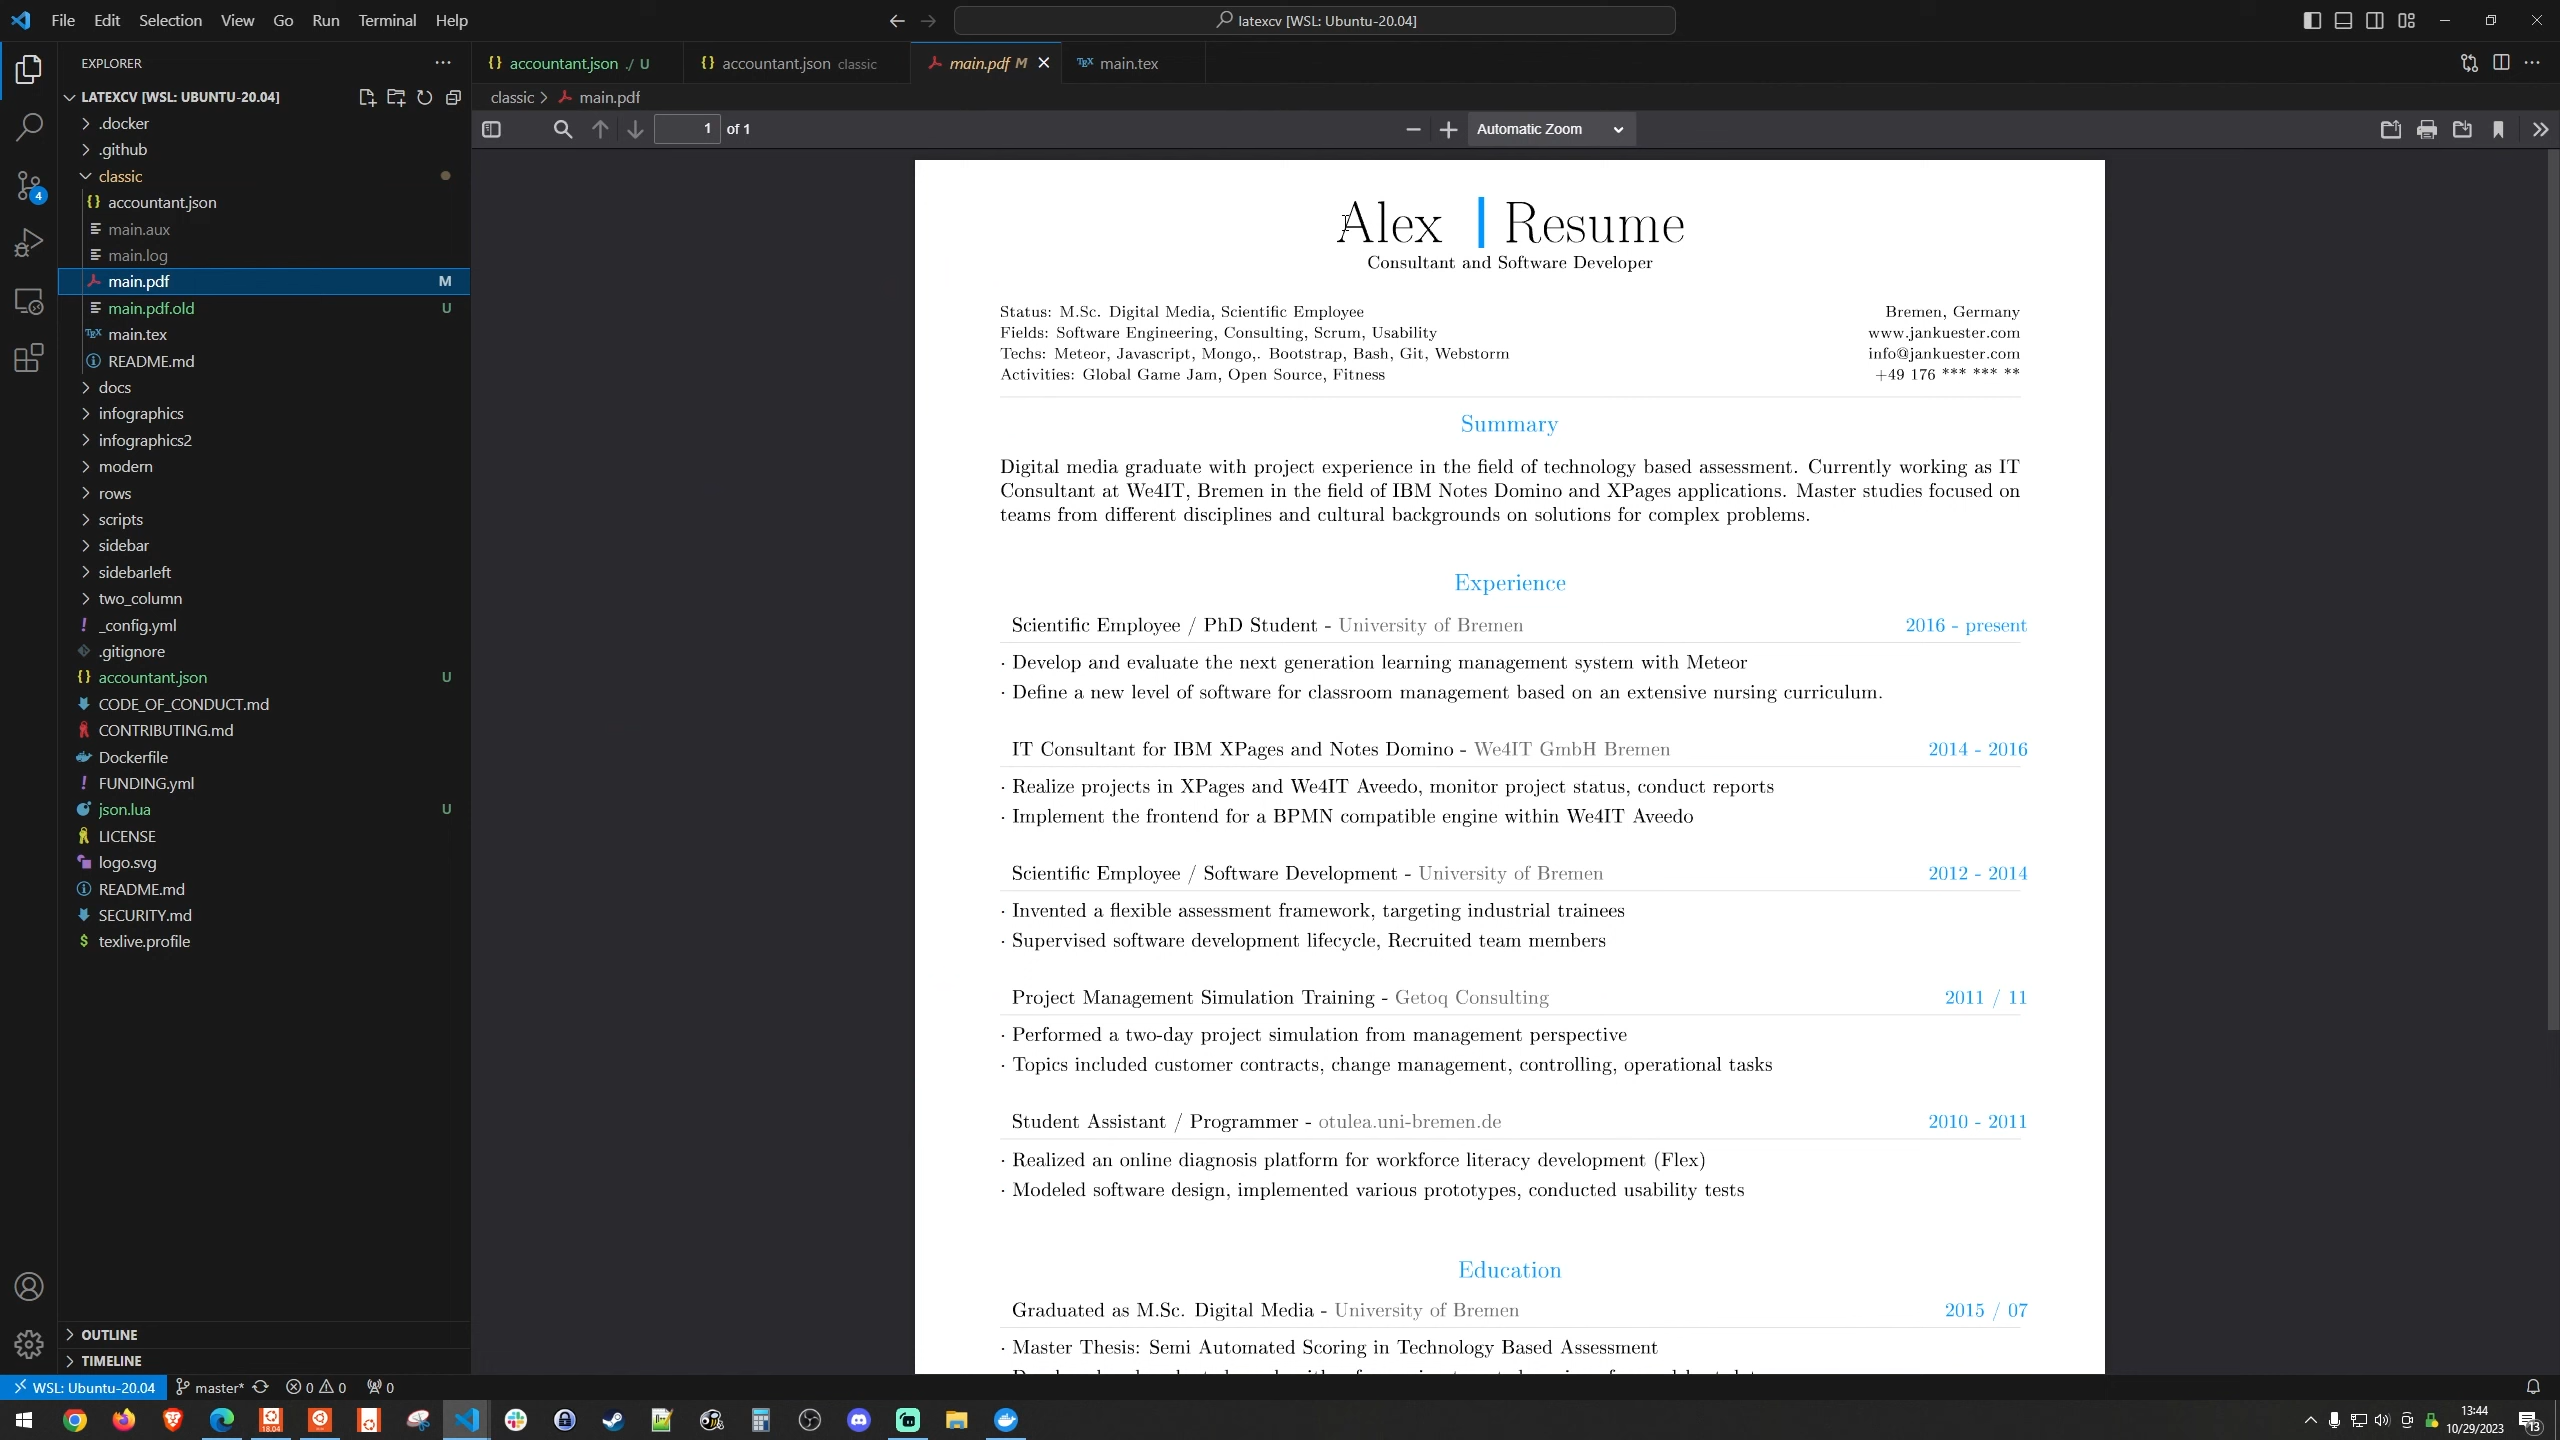 File Edit Selection View Go Run Terminal Help
latexcv [WSL: Ubuntu-20.04]
EXPLORER
LATEXCV [WSL: UBUNTU-20.04]
.docker
.github
classic
accountant.json
main.aux
main.log
main.pdf M
main.pdf.old U
main.tex
README.md
docs
infographics
infographics2
modern
rows
scripts
sidebar
sidebarleft
two_column
_config.yml
.gitignore
accountant.json U
CODE_OF_CONDUCT.md
CONTRIBUTING.md
Dockerfile
FUNDING.yml
json.lua U
LICENSE
logo.svg
README.md
SECURITY.md
texlive.profile
OUTLINE
TIMELINE
4
accountant.json ./ U
accountant.json classic
main.pdf M
main.tex
classic > main.pdf
1 of 1
Automatic Zoom
Alex Resume
Consultant and Software Developer
Status: M.Sc. Digital Media, Scientific Employee
Fields: Software Engineering, Consulting, Scrum, Usability
Techs: Meteor, Javascript, Mongo,. Bootstrap, Bash, Git, Webstorm
Activities: Global Game Jam, Open Source, Fitness
Bremen, Germany
www.jankuester.com
info@jankuester.com
+49 176 *** *** **
Summary
Digital media graduate with project experience in the field of technology based assessment. Currently working as IT
Consultant at We4IT, Bremen in the field of IBM Notes Domino and XPages applications. Master studies focused on
teams from different disciplines and cultural backgrounds on solutions for complex problems.
Experience
Scientific Employee / PhD Student - University of Bremen 2016 - present
· Develop and evaluate the next generation learning management system with Meteor
· Define a new level of software for classroom management based on an extensive nursing curriculum.
IT Consultant for IBM XPages and Notes Domino - We4IT GmbH Bremen 2014 - 2016
· Realize projects in XPages and We4IT Aveedo, monitor project status, conduct reports
· Implement the frontend for a BPMN compatible engine within We4IT Aveedo
Scientific Employee / Software Development - University of Bremen 2012 - 2014
· Invented a flexible assessment framework, targeting industrial trainees
· Supervised software development lifecycle, Recruited team members
Project Management Simulation Training - Getoq Consulting 2011 / 11
· Performed a two-day project simulation from management perspective
· Topics included customer contracts, change management, controlling, operational tasks
Student Assistant / Programmer - otulea.uni-bremen.de 2010 - 2011
· Realized an online diagnosis platform for workforce literacy development (Flex)
· Modeled software design, implemented various prototypes, conducted usability tests
Education
Graduated as M.Sc. Digital Media - University of Bremen 2015 / 07
· Master Thesis: Semi Automated Scoring in Technology Based Assessment
WSL: Ubuntu-20.04 master* 0 0 0
18.04
13:44
10/29/2023
13